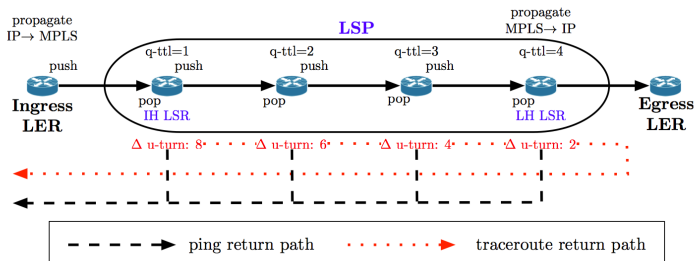 propagate
IP→ MPLS
LSP
propagate
MPLS→ IP
q-ttl=1
q-ttl=2
q-ttl=3
q-ttl=4
push
push
push
push
Ingress
LER
pop
pop
pop
pop
IH LSR
LH LSR
Egress
LER
Δ u-turn: 8
Δ u-turn: 6
Δ u-turn: 4
Δ u-turn: 2
ping return path
traceroute return path